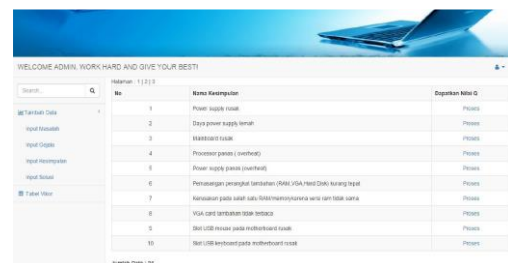 WELCOME ADMIN, WORK HARD AND GIVE YOUR BEST!
Halaman : 1 | 2 | 3
Search...
Tambah Data
Input Masalah
Input Gejala
Input Kesimpulan
Input Solusi
Tabel View
No Nama Kesimpulan Dapatkan Nilai G
1 Power supply rusak Proses
2 Daya power supply lemah Proses
3 Mainboard rusak Proses
4 Processor panas ( overheat) Proses
5 Power supply panas (overheat) Proses
6 Pemasangan perangkat tambahan (RAM,VGA,Hard Disk) kurang tepat Proses
7 Kerusakan pada salah satu RAM/memory/karena versi ram tidak sama Proses
8 VGA card tambahan tidak terbaca Proses
9 Slot USB mouse pada motherboard rusak Proses
10 Slot USB keyboard pada motherboard rusak Proses